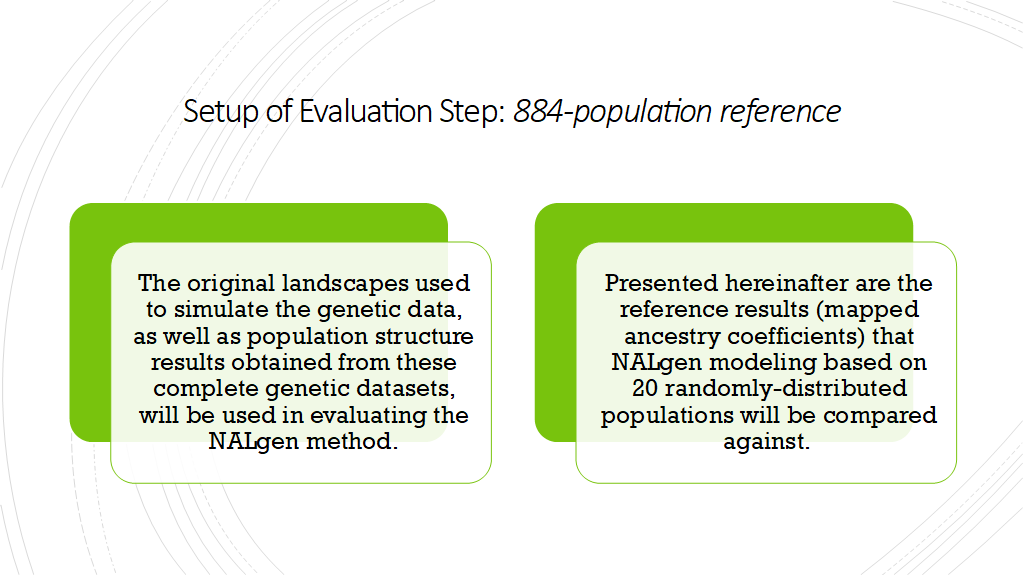 Setup of Evaluation Step: 884-population reference
The original landscapes used
to simulate the genetic data,
as well as population structure
results obtained from these
complete genetic datasets,
will be used in evaluating the
NALgen method.
Presented hereinafter are the
reference results (mapped
ancestry coefficients) that
NALgen modeling based on
20 randomly-distributed
populations will be compared
against.